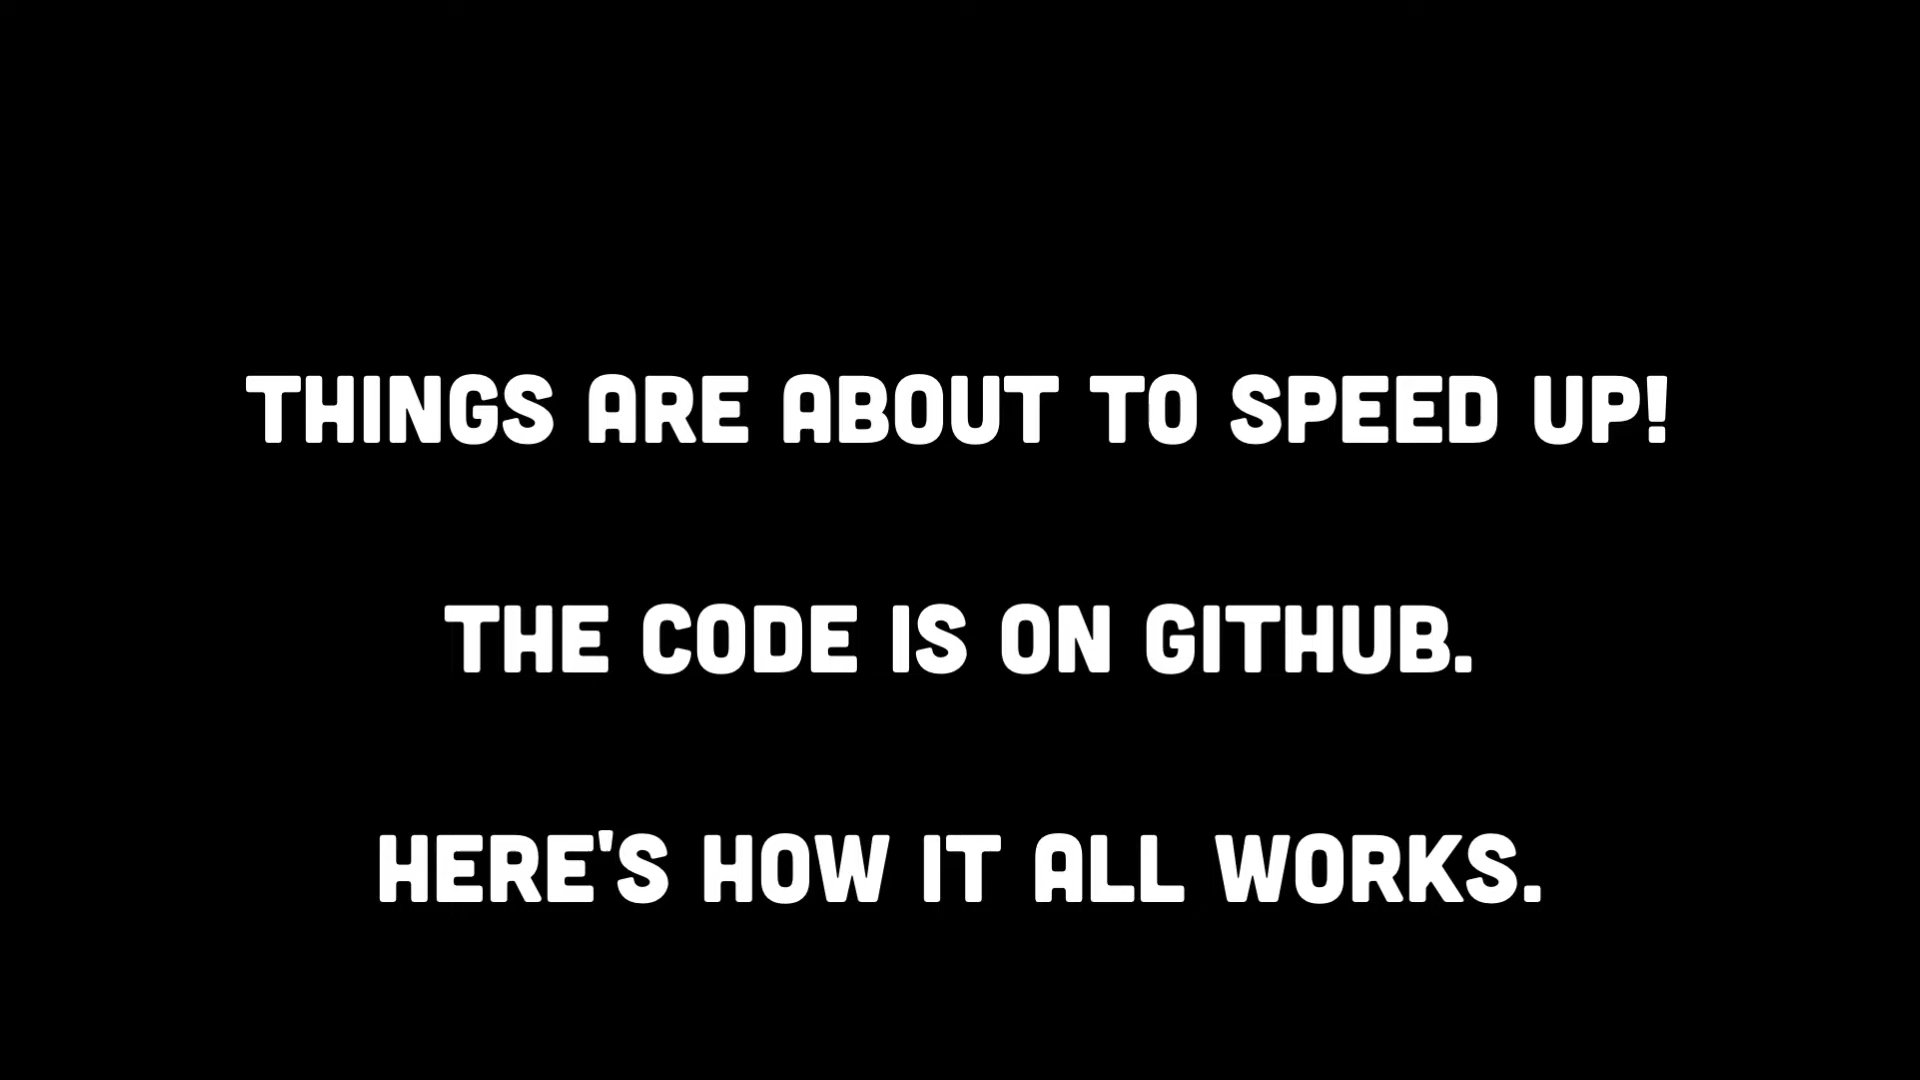 THINGS ARE ABOUT TO SPEED UP!
THE CODE IS ON GITHUB.
HERE'S HOW IT ALL WORKS.